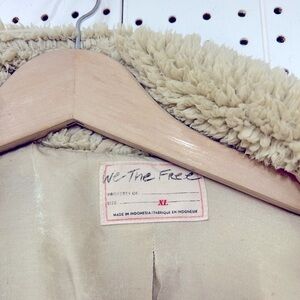 We The Free
PROPERTY OF
SIZE XL
MADE IN INDONESIA/FABRIQUE EN INDONESIE